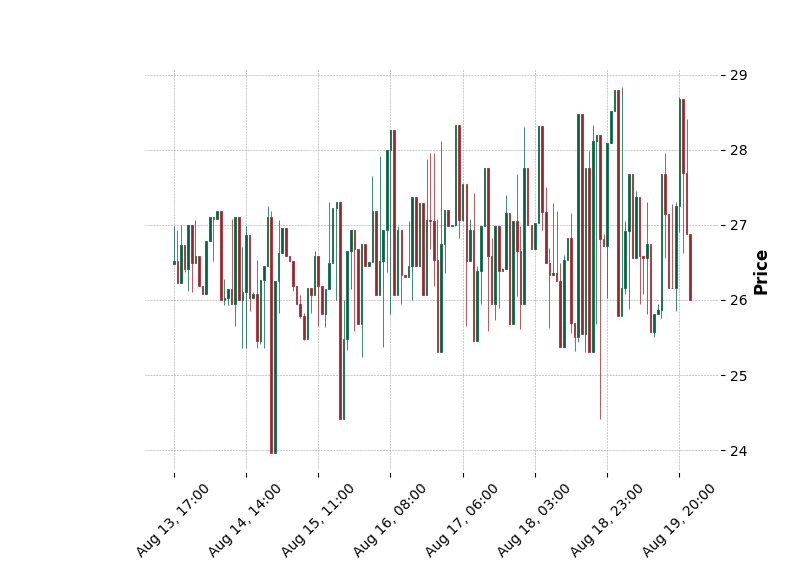 29
28
27
26
25
24
Price
Aug 13, 17:00
Aug 14, 14:00
Aug 15, 11:00
Aug 16, 08:00
Aug 17, 06:00
Aug 18, 03:00
Aug 18, 23:00
Aug 19, 20:00